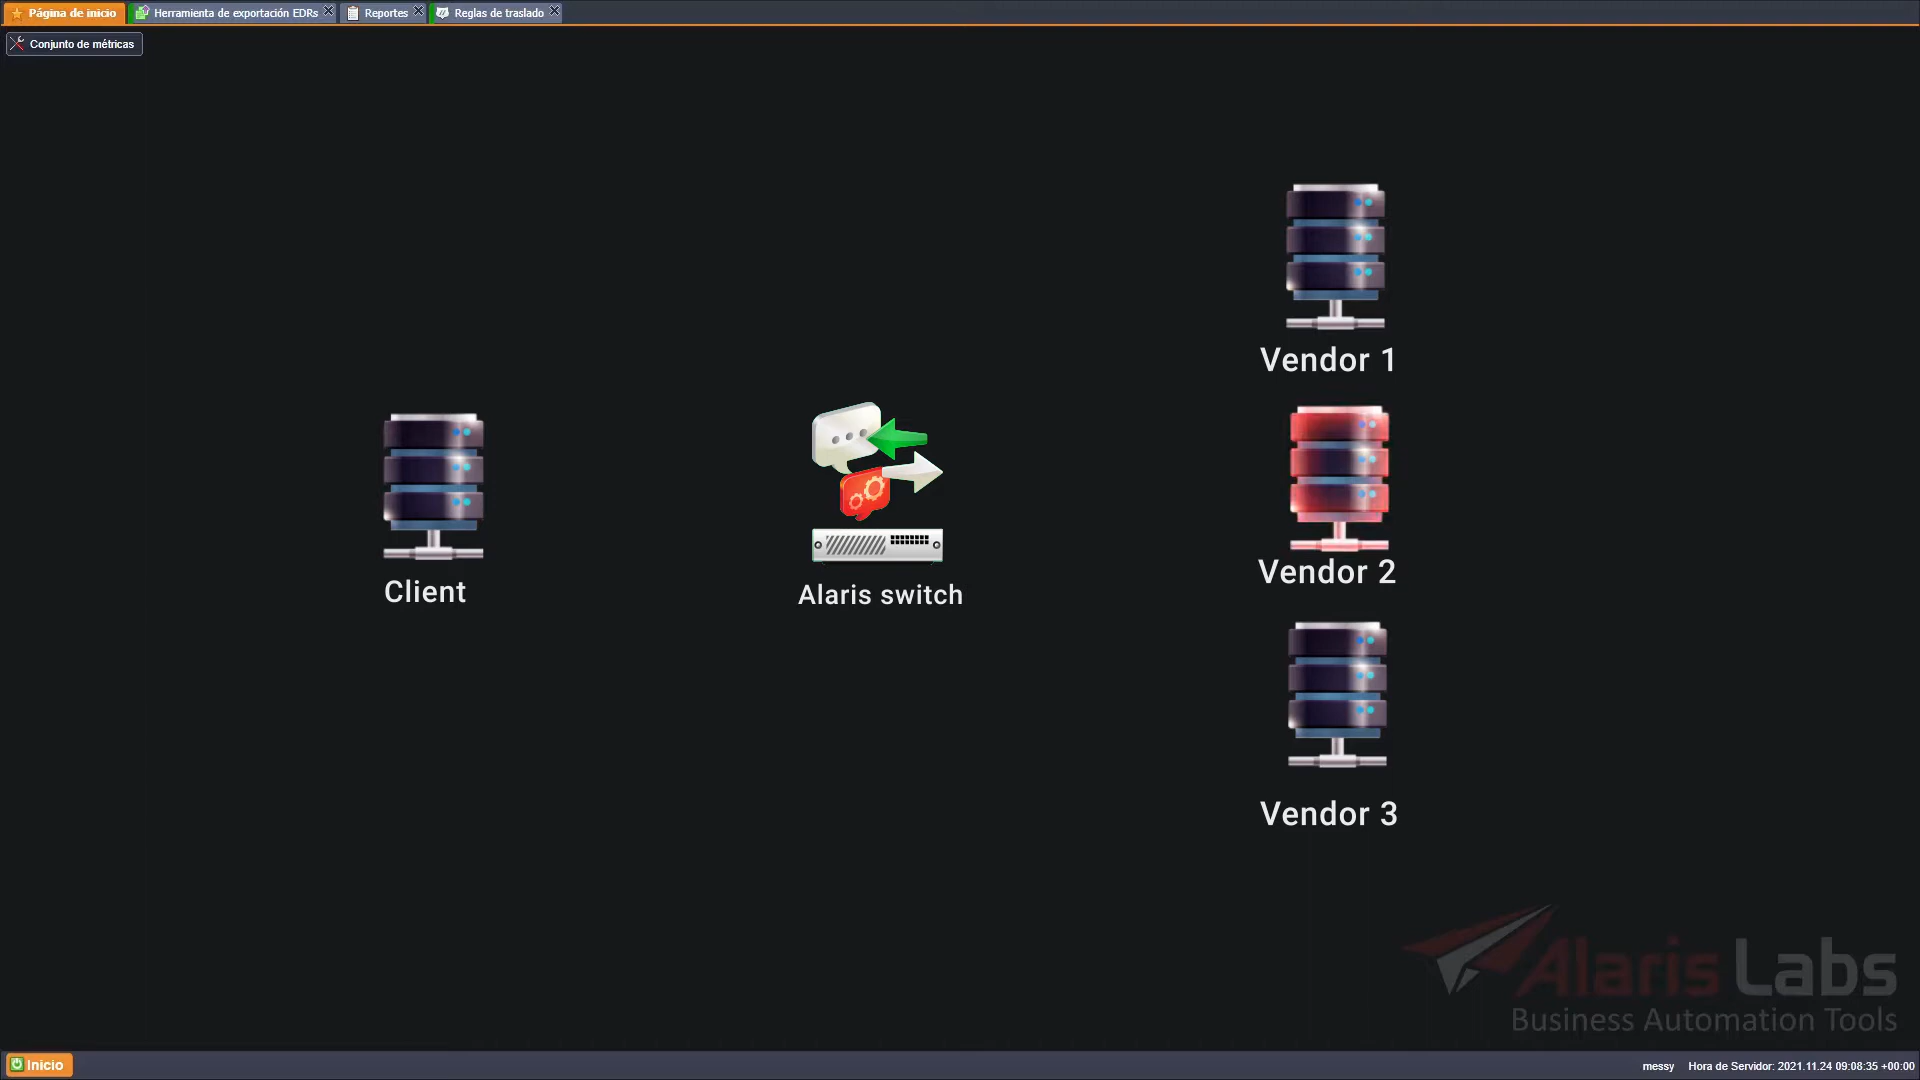 Página de inicio
Herramienta de exportación EDRs
Reportes
Reglas de traslado
Conjunto de métricas
Vendor 1
Client
Alaris switch
Vendor 2
Vendor 3
Alaris Labs
Business Automation Tools
Inicio
messy
Hora de Servidor: 2021.11.24 09:08:35 +00:00